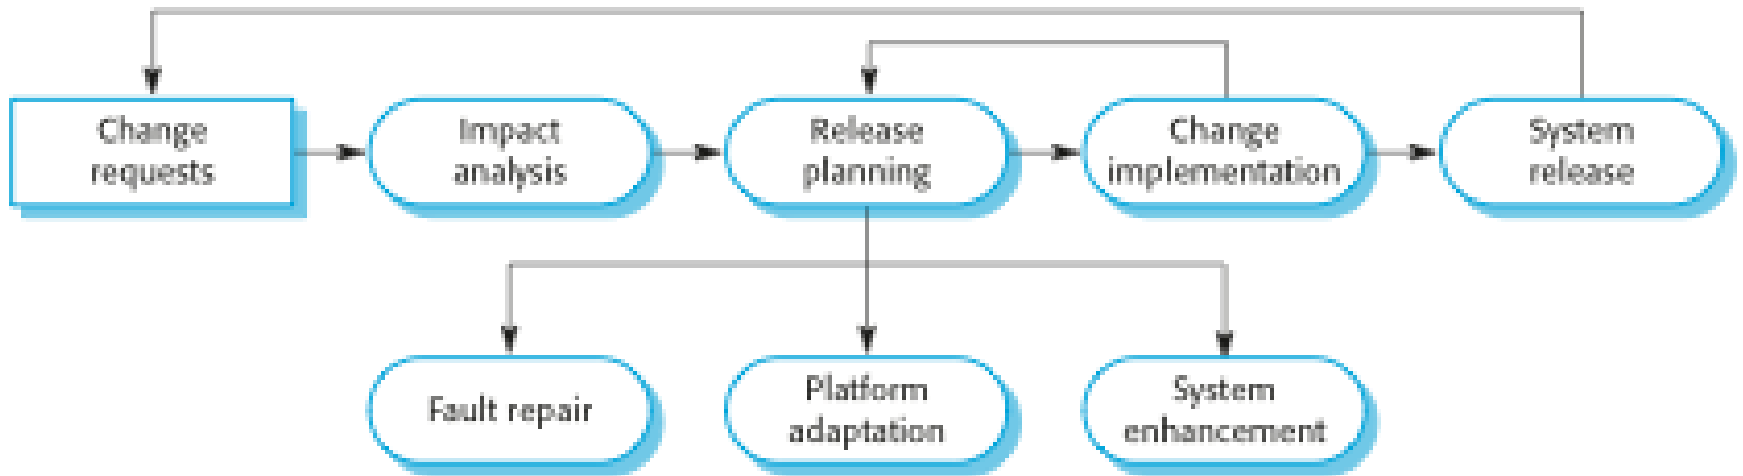 Change
requests
Impact
analysis
Release
planning
Change
implementation
System
release
Fault repair
Platform
adaptation
System
enhancement